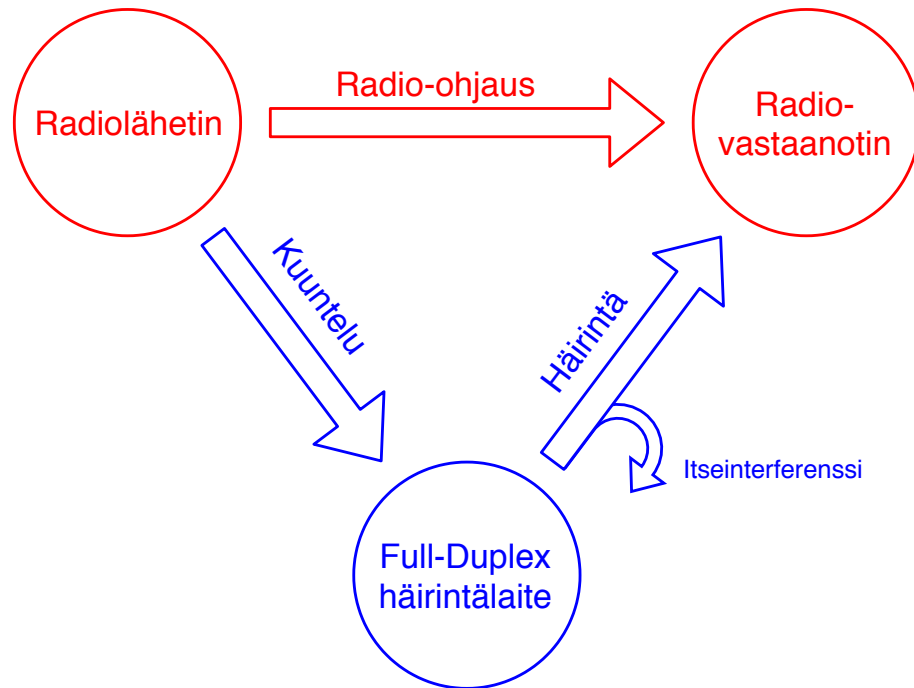 Radio-ohjaus
Radiolähetin
Radio-
vastaanotin
Kuuntelu
Häirintä
Itseinterferenssi
Full-Duplex
häirintälaite